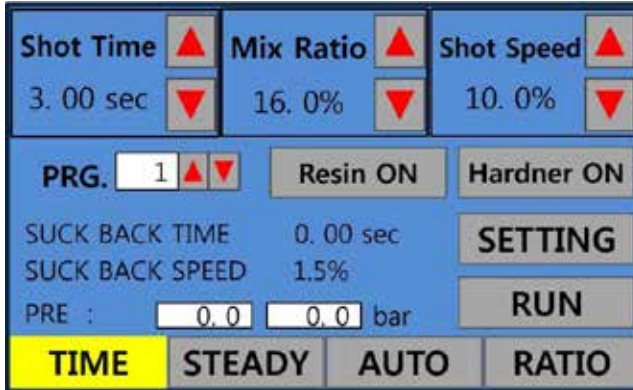 Shot Time Mix Ratio Shot Speed
3. 00 sec 16. 0% 10. 0%
PRG. 1 Resin ON Hardner ON
SUCK BACK TIME 0. 00 sec
SETTING
SUCK BACK SPEED 1.5%
PRE : 0. 0 0. 0 bar RUN
TIME STEADY AUTO RATIO